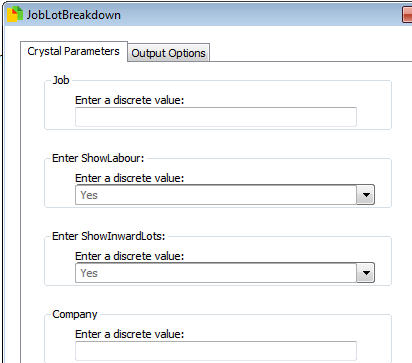 JobLotBreakdown
Crystal Parameters
Output Options
Job
Enter a discrete value:
Enter ShowLabour:
Enter a discrete value:
Yes
Enter ShowInwardLots:
Enter a discrete value:
Yes
Company
Enter a discrete value: